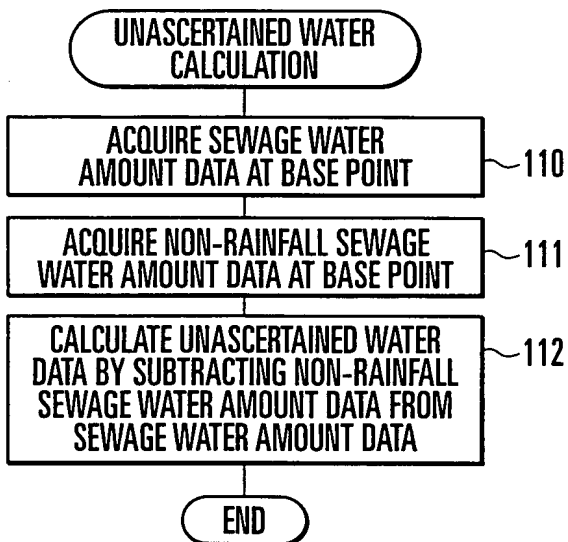 UNASCERTAINED WATER
CALCULATION
ACQUIRE SEWAGE WATER
AMOUNT DATA AT BASE POINT
110
ACQUIRE NON-RAINFALL SEWAGE
WATER AMOUNT DATA AT BASE POINT
111
CALCULATE UNASCERTAINED WATER
DATA BY SUBTRACTING NON-RAINFALL
SEWAGE WATER AMOUNT DATA FROM
SEWAGE WATER AMOUNT DATA
112
END